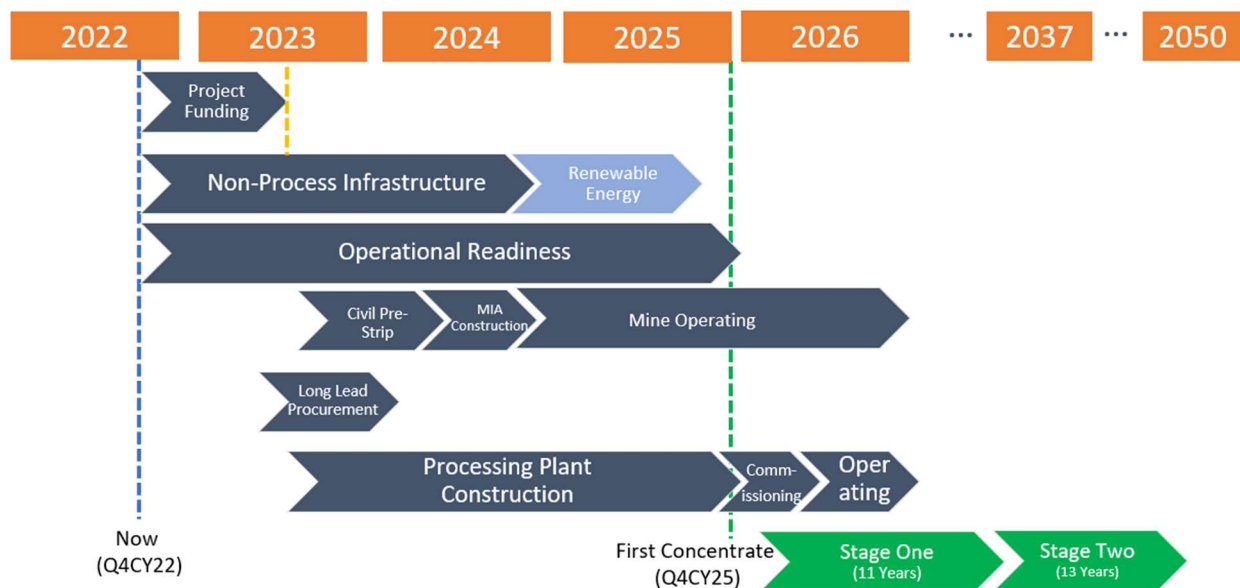 2022 2023 2024 2025 2026 ... 2037 ... 2050
Project
Funding
Non-Process Infrastructure
Renewable
Energy
Operational Readiness
Civil Pre-
Strip
MIA
Construction
Mine Operating
Long Lead
Procurement
Processing Plant
Construction
Comm-
issioning
Oper
ating
Now
(Q4CY22)
First Concentrate
(Q4CY25)
Stage One
(11 Years)
Stage Two
(13 Years)